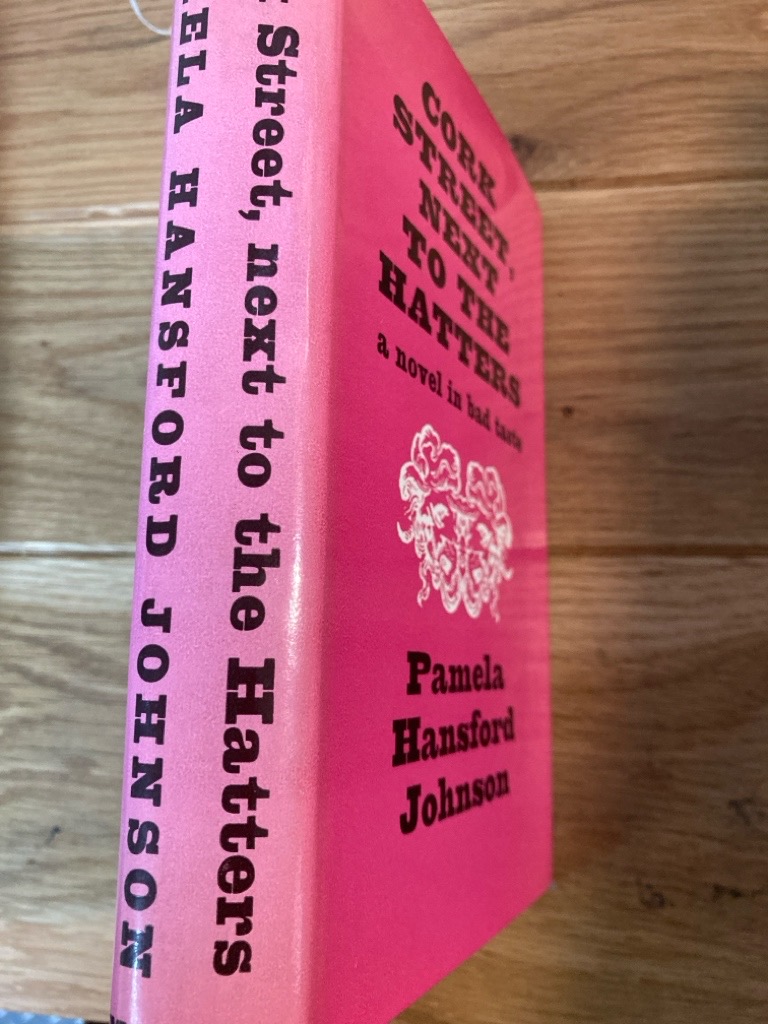 Street, next to the Hatters
ELA HANSFORD JOHNSON
CORK
STREET,
NEXT
TO THE
HATTERS
a novel in bad taste
Pamela
Hansford
Johnson